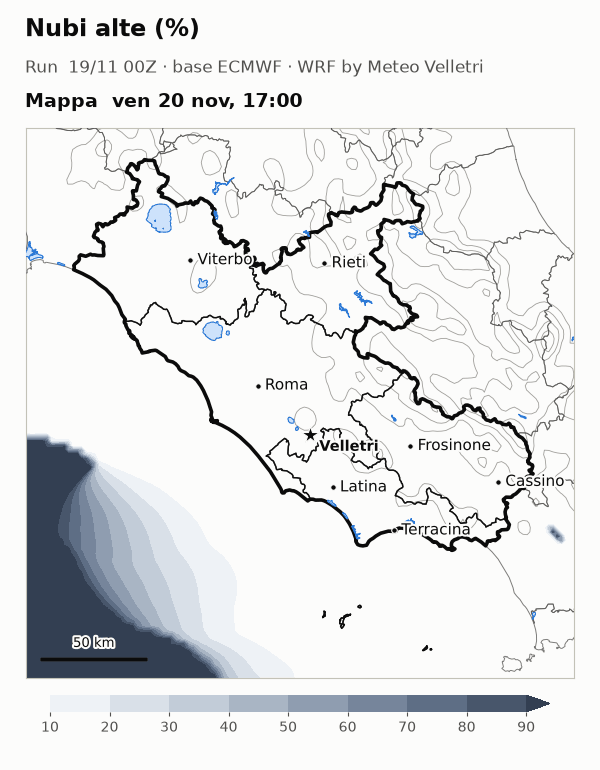 Nubi alte (%)
Run  19/11 00Z · base ECMWF · WRF by Meteo Velletri
Mappa  ven 20 nov, 17:00
Viterbo
Rieti
Roma
Velletri
Frosinone
Latina
Cassino
Terracina
50 km
10 20 30 40 50 60 70 80 90